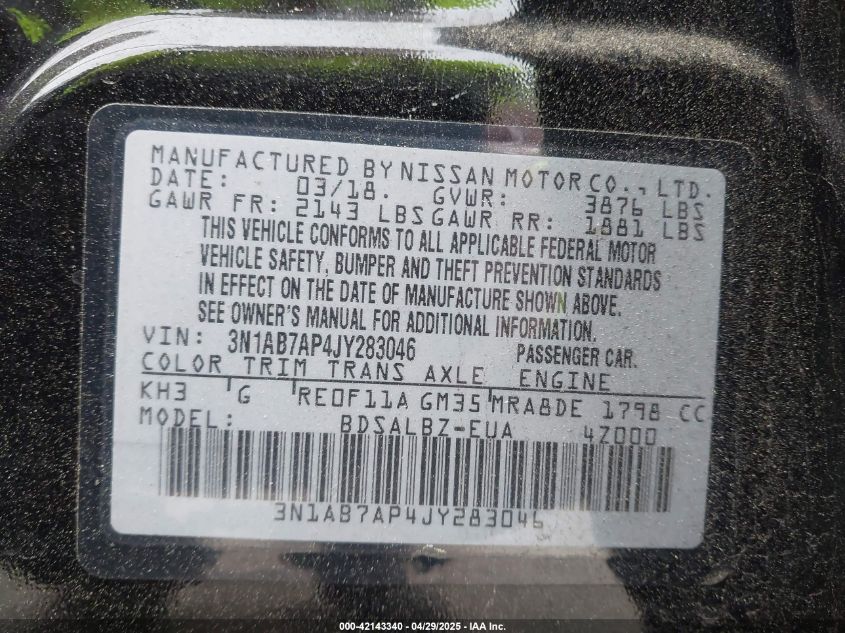 MANUFACTURED BY NISSAN MOTOR CO., LTD.
DATE: 03/18. GVWR: 3876 LBS
GAWR FR: 2143 LBS GAWR RR: 1881 LBS
THIS VEHICLE CONFORMS TO ALL APPLICABLE FEDERAL MOTOR
VEHICLE SAFETY, BUMPER AND THEFT PREVENTION STANDARDS
IN EFFECT ON THE DATE OF MANUFACTURE SHOWN ABOVE.
SEE OWNER'S MANUAL FOR ADDITIONAL INFORMATION.
VIN: 3N1AB7AP4JY283046 PASSENGER CAR.
COLOR TRIM TRANS AXLE ENGINE
KH3 G RE0F11A GM35 MRA8DE 1798 CC
MODEL: BDSALBZ-EUA 4Z000
3N1AB7AP4JY283046
000-42143340 - 04/29/2025 - IAA Inc.